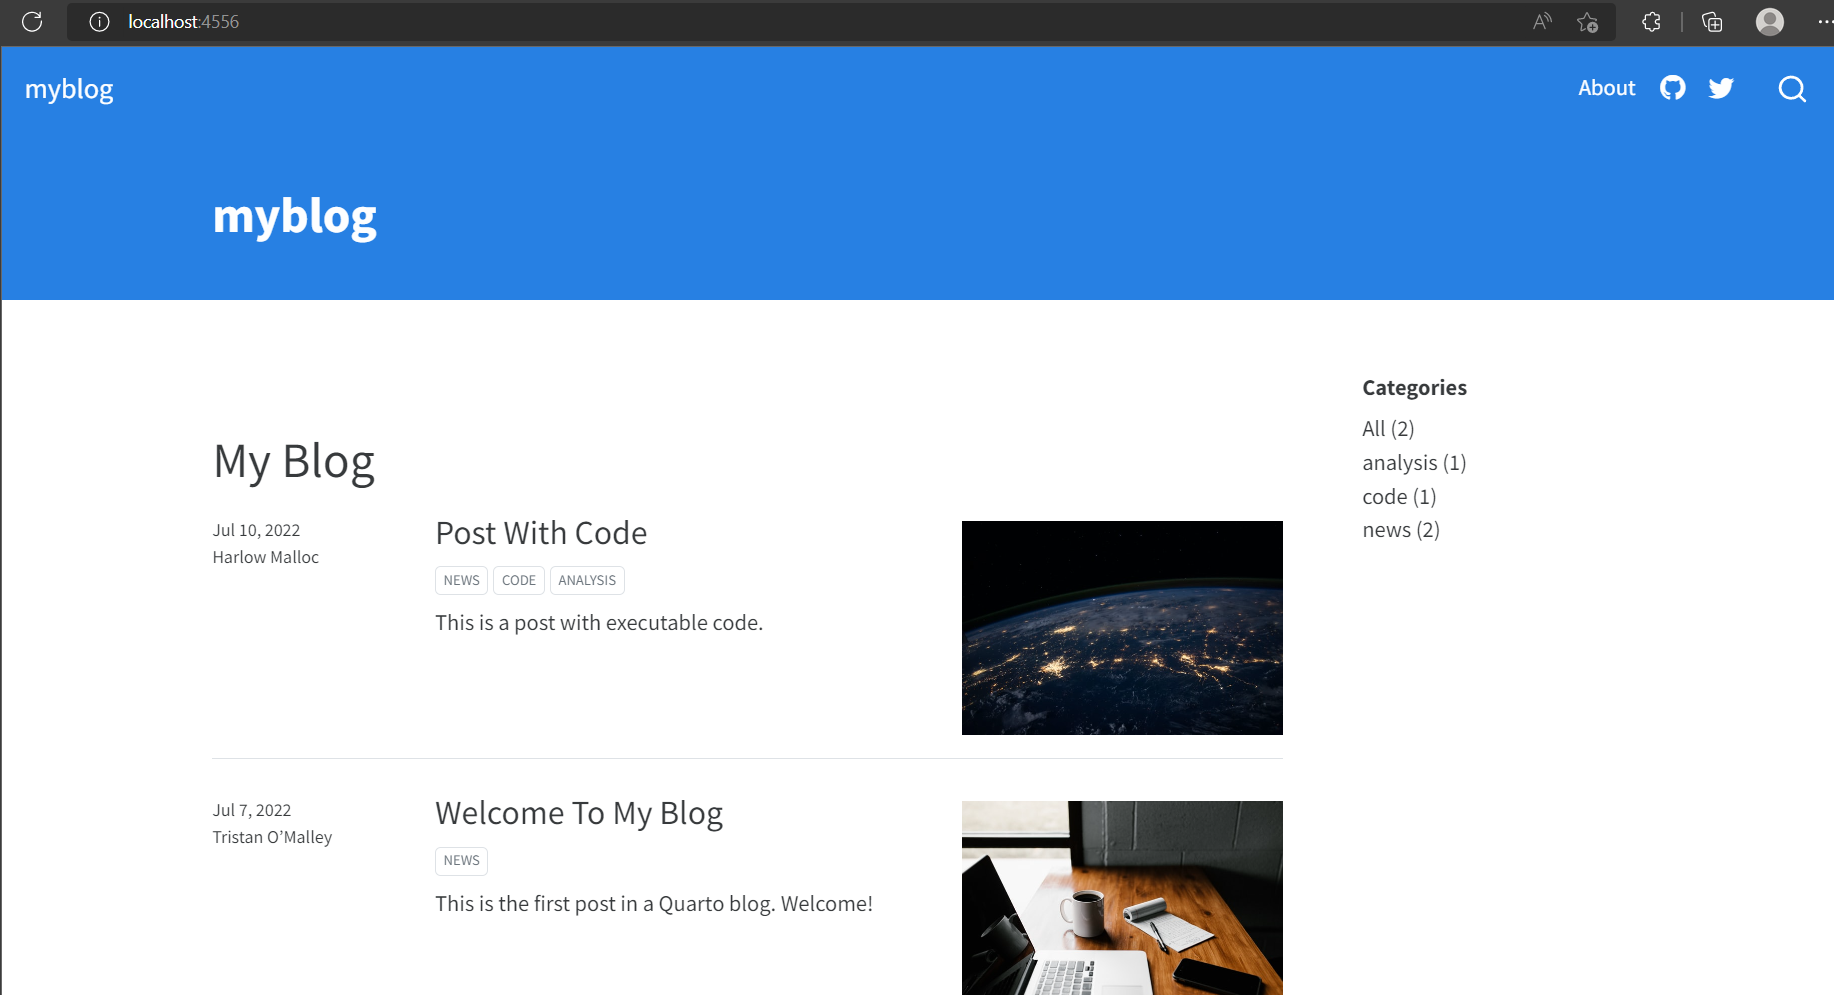 localhost:4556
myblog
About
myblog
My Blog
Jul 10, 2022
Harlow Malloc
Post With Code
NEWS CODE ANALYSIS
This is a post with executable code.
Jul 7, 2022
Tristan O’Malley
Welcome To My Blog
NEWS
This is the first post in a Quarto blog. Welcome!
Categories
All (2)
analysis (1)
code (1)
news (2)